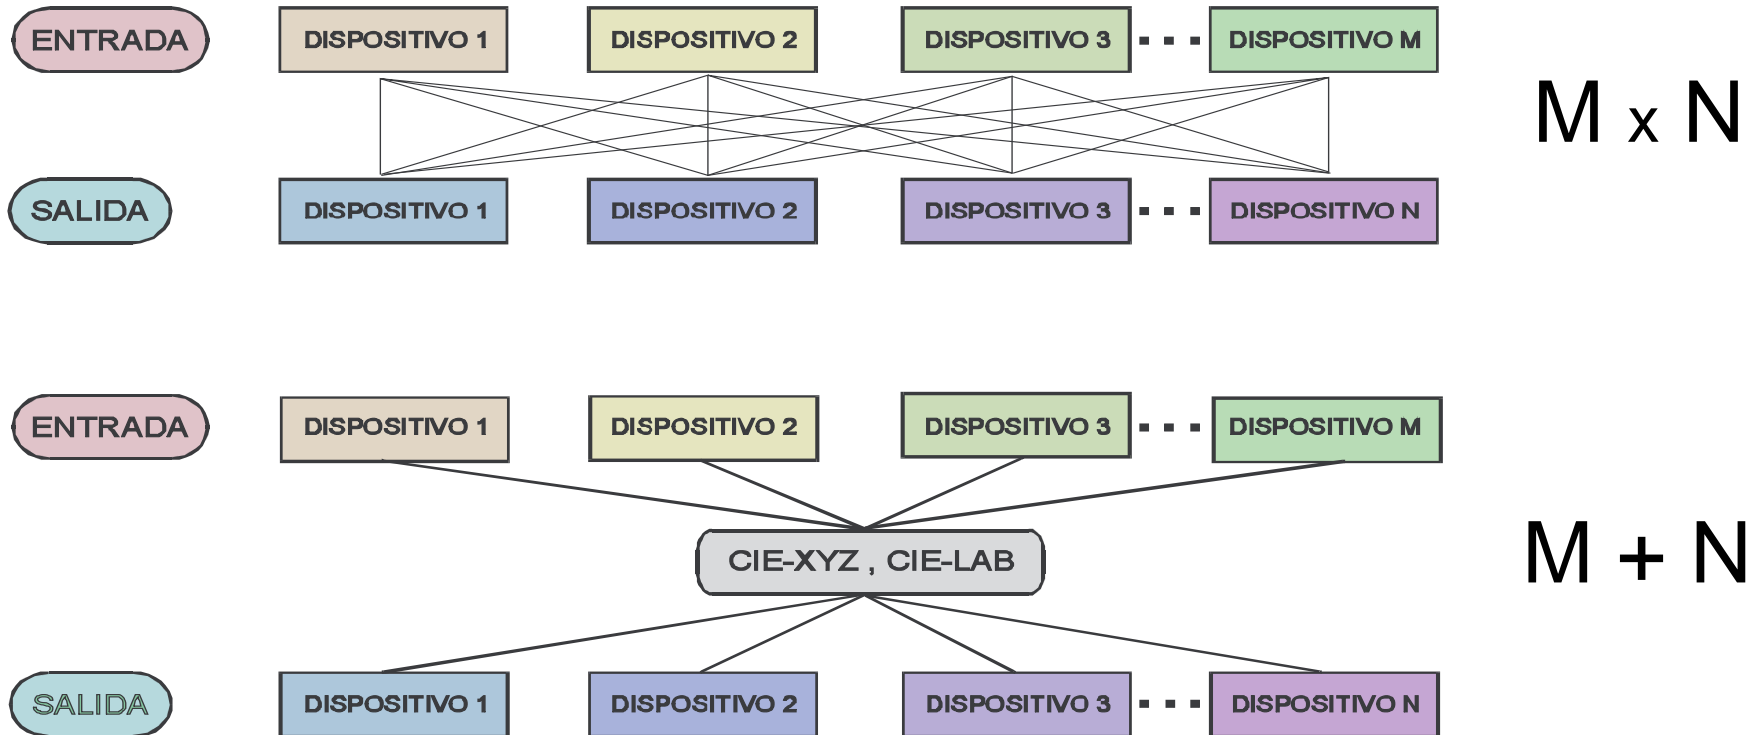 ENTRADA DISPOSITIVO 1 DISPOSITIVO 2 DISPOSITIVO 3 DISPOSITIVO M
M x N
SALIDA DISPOSITIVO 1 DISPOSITIVO 2 DISPOSITIVO 3 DISPOSITIVO N
ENTRADA DISPOSITIVO 1 DISPOSITIVO 2 DISPOSITIVO 3 DISPOSITIVO M
CIE-XYZ , CIE-LAB
M + N
SALIDA DISPOSITIVO 1 DISPOSITIVO 2 DISPOSITIVO 3 DISPOSITIVO N